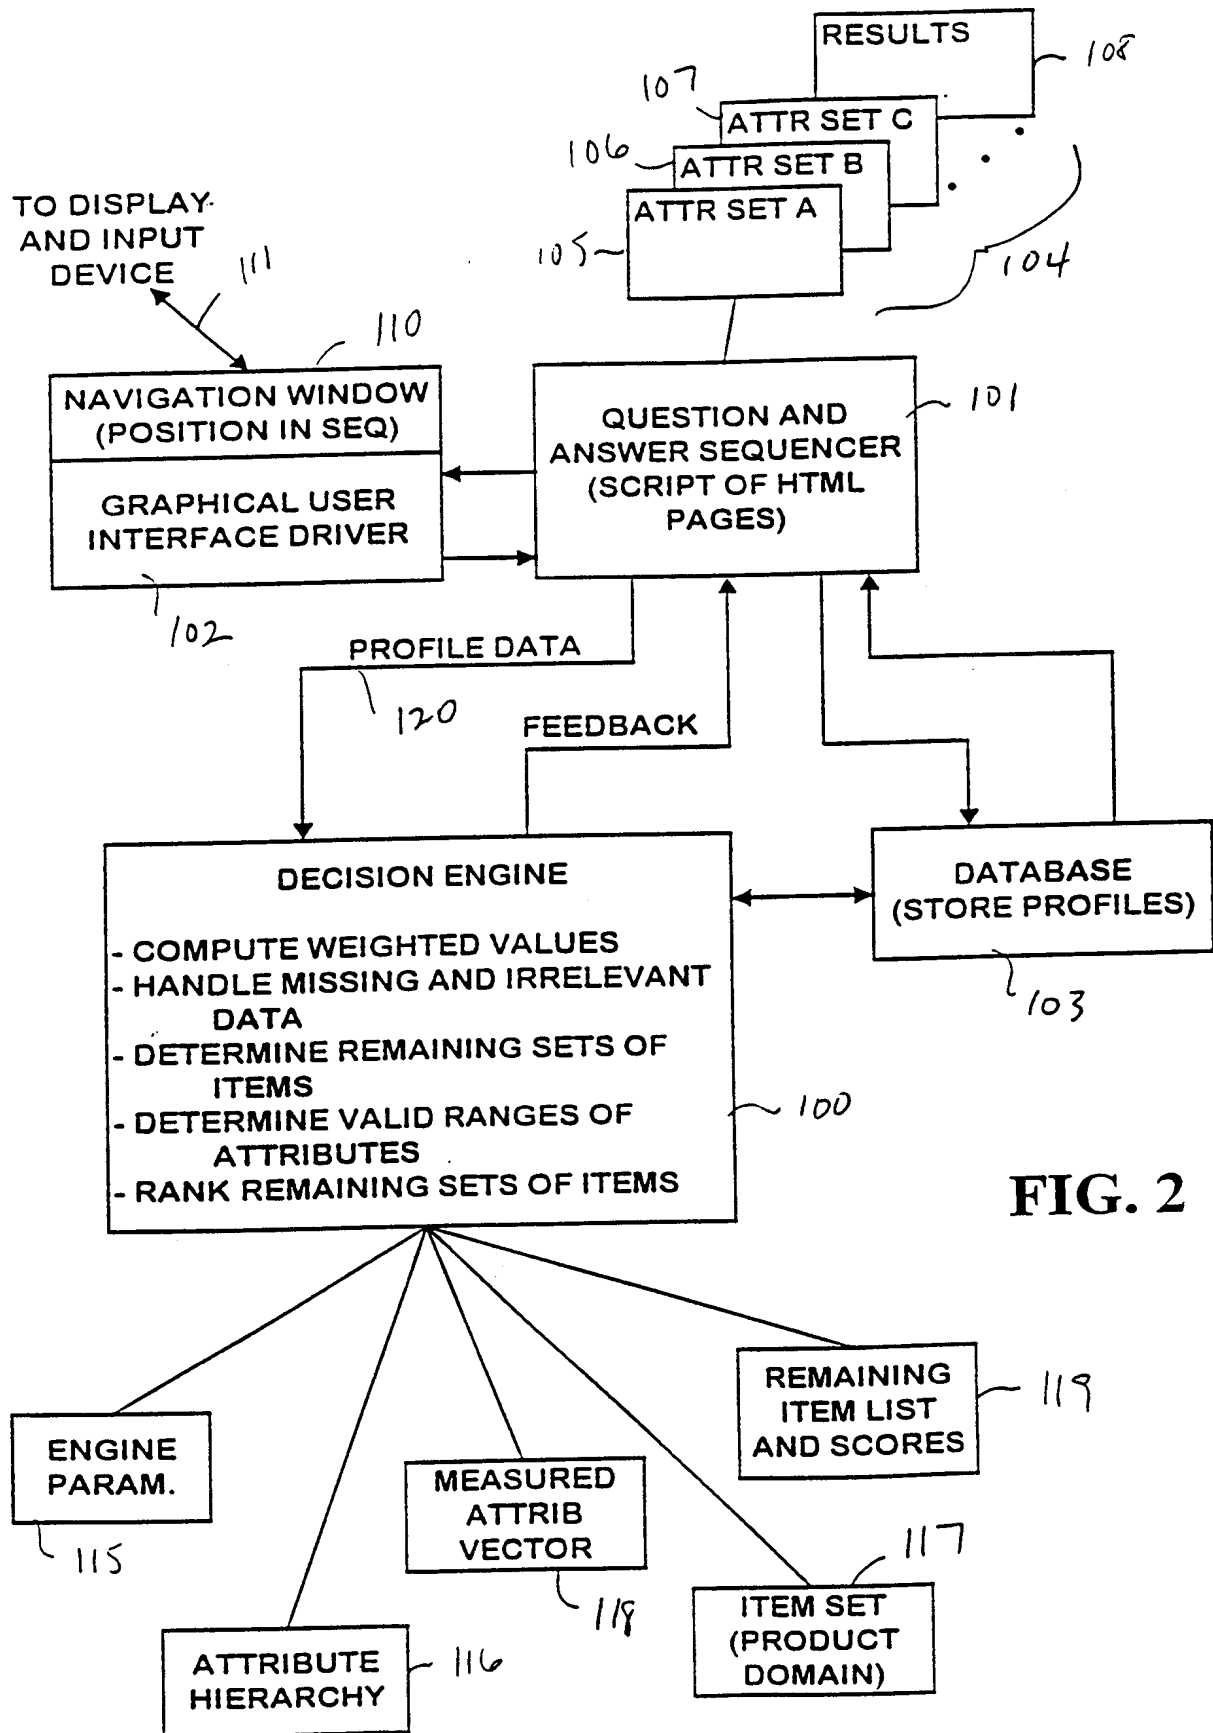 RESULTS
108
107
ATTR SET C
106
ATTR SET B
ATTR SET A
105
104
TO DISPLAY
AND INPUT
DEVICE
111
110
NAVIGATION WINDOW
(POSITION IN SEQ)
GRAPHICAL USER
INTERFACE DRIVER
102
QUESTION AND
ANSWER SEQUENCER
(SCRIPT OF HTML
PAGES)
101
PROFILE DATA
120
FEEDBACK
DECISION ENGINE
- COMPUTE WEIGHTED VALUES
- HANDLE MISSING AND IRRELEVANT
DATA
- DETERMINE REMAINING SETS OF
ITEMS
- DETERMINE VALID RANGES OF
ATTRIBUTES
- RANK REMAINING SETS OF ITEMS
100
DATABASE
(STORE PROFILES)
103
FIG. 2
ENGINE
PARAM.
115
ATTRIBUTE
HIERARCHY
116
MEASURED
ATTRIB
VECTOR
118
REMAINING
ITEM LIST
AND SCORES
119
117
ITEM SET
(PRODUCT
DOMAIN)